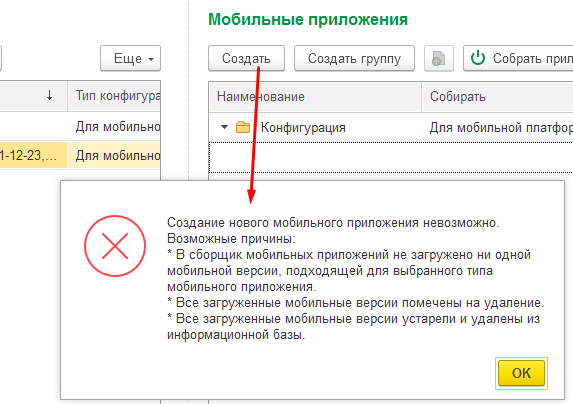 Мобильные приложения
Еще
Создать
Создать группу
Собрать прил
Тип конфигура
Наименование
Собирать
Для мобильно
Конфигурация
Для мобильной платфор
1-12-23,...
Для мобильно
Создание нового мобильного приложения невозможно.
Возможные причины:
* В сборщик мобильных приложений не загружено ни одной
мобильной версии, подходящей для выбранного типа
мобильного приложения.
* Все загруженные мобильные версии помечены на удаление.
* Все загруженные мобильные версии устарели и удалены из
информационной базы.
OK